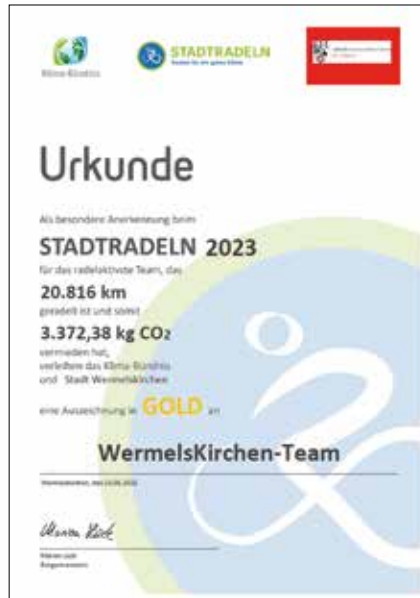 Klima-Bündnis
STADTRADELN
Radeln für ein gutes Klima
Urkunde
Als besondere Anerkennung beim
STADTRADELN 2023
für das radelaktivste Team, das
20.816 km
geradelt ist und somit
3.372,38 kg CO₂
vermieden hat,
verleihen das Klima-Bündnis
und Stadt Wermelskirchen
eine Auszeichnung in GOLD an
WermelsKirchen-Team
Bürgermeisterin